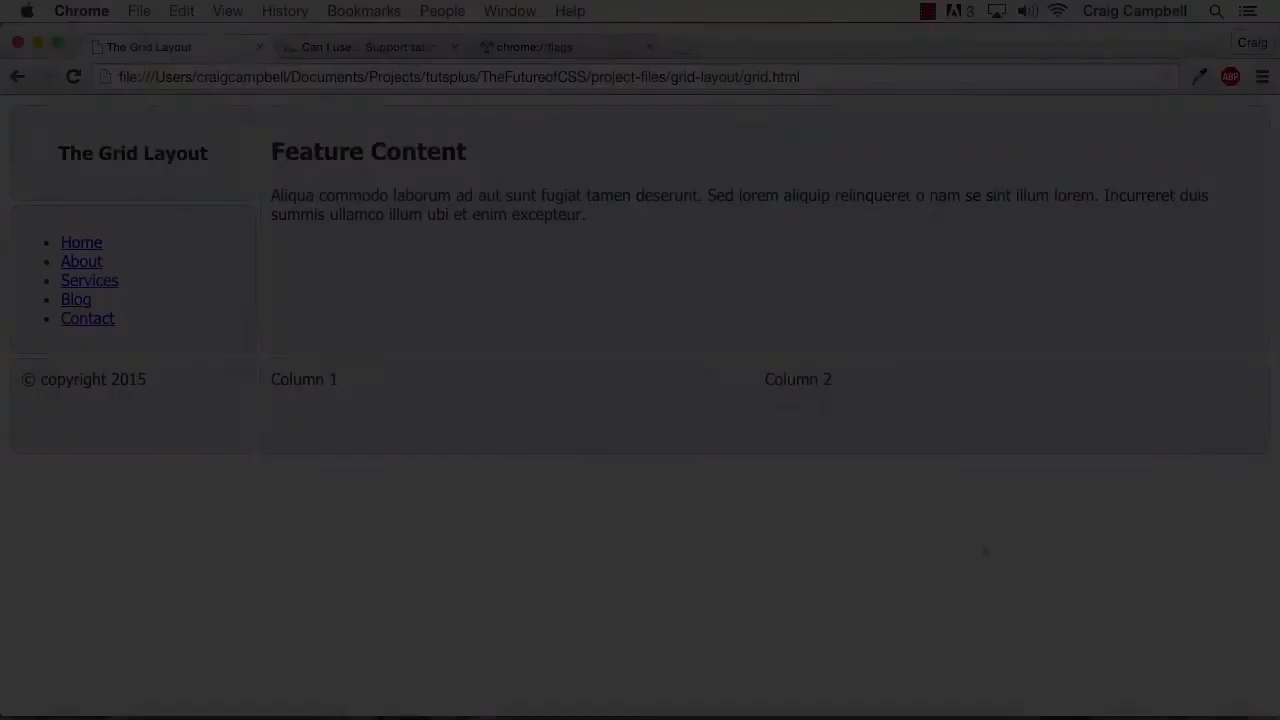 Chrome File Edit View History Bookmarks People Window Help 3 Craig Campbell
The Grid Layout Can I use... Support tab chrome://flags Craig
file:///Users/craigcampbell/Documents/Projects/tutsplus/TheFutureofCSS/project-files/grid-layout/grid.html ABP
The Grid Layout
Home
About
Services
Blog
Contact
© copyright 2015
Feature Content
Aliqua commodo laborum ad aut sunt fugiat tamen deserunt. Sed lorem aliquip relinqueret o nam se sint illum lorem. Incurreret duis
summis ullamco illum ubi et enim excepteur.
Column 1
Column 2